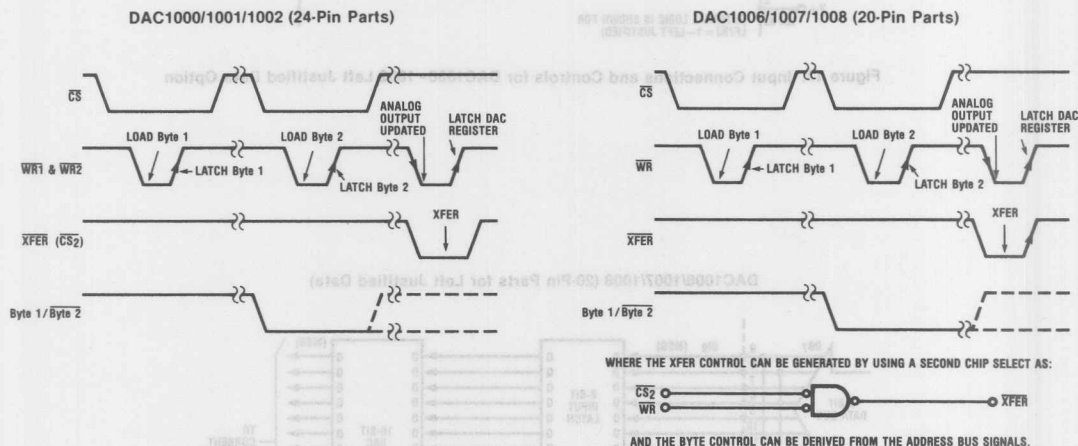 DAC1000/1001/1002 (24-Pin Parts)
CS
LOAD Byte 1
LOAD Byte 2
ANALOG
OUTPUT
UPDATED
LATCH DAC
REGISTER
WR1 & WR2
LATCH Byte 1
LATCH Byte 2
XFER
XFER (CS2)
Byte 1/Byte 2
DAC1006/1007/1008 (20-Pin Parts)
CS
LOAD Byte 1
LOAD Byte 2
ANALOG
OUTPUT
UPDATED
LATCH DAC
REGISTER
WR
LATCH Byte 1
LATCH Byte 2
XFER
XFER
Byte 1/Byte 2
WHERE THE XFER CONTROL CAN BE GENERATED BY USING A SECOND CHIP SELECT AS:
CS2
WR
XFER
AND THE BYTE CONTROL CAN BE DERIVED FROM THE ADDRESS BUS SIGNALS.